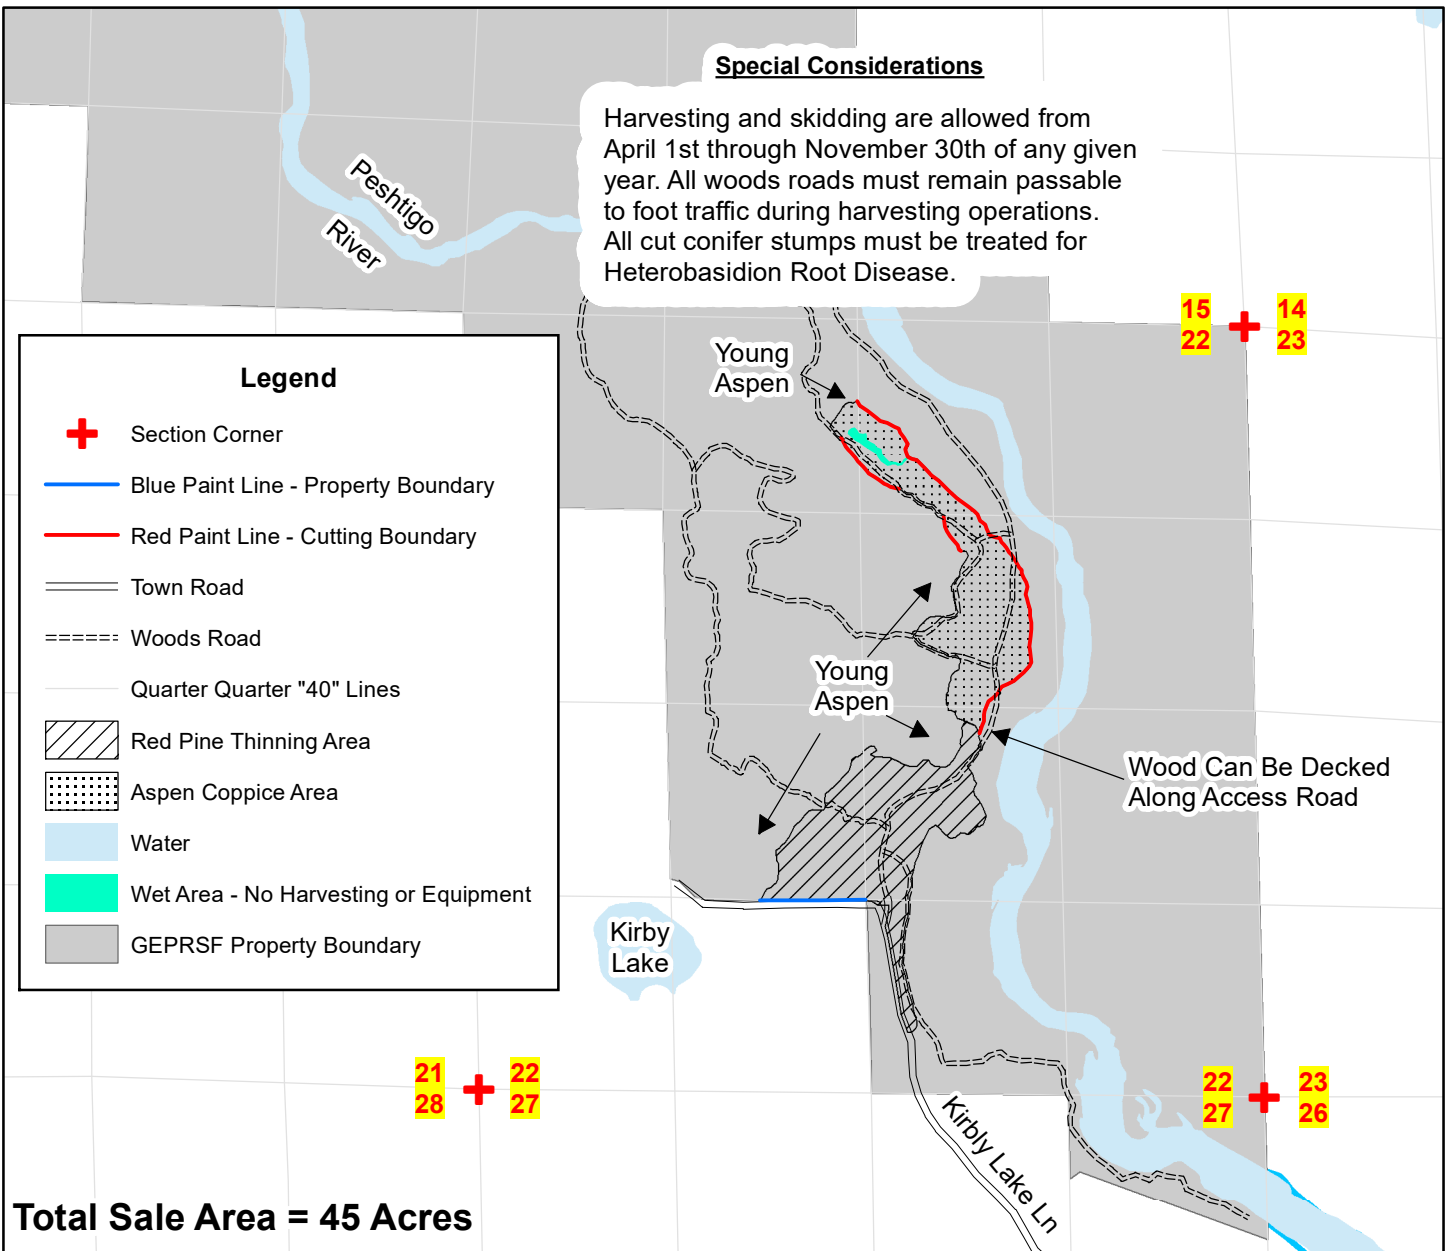 Special Considerations
Harvesting and skidding are allowed from
April 1st through November 30th of any given
year. All woods roads must remain passable
to foot traffic during harvesting operations.
All cut conifer stumps must be treated for
Heterobasidion Root Disease.
Peshtigo
River
15 14
22 23
Young
Aspen
Legend
Section Corner
Blue Paint Line - Property Boundary
Red Paint Line - Cutting Boundary
Town Road
Woods Road
Quarter Quarter "40" Lines
Red Pine Thinning Area
Aspen Coppice Area
Water
Wet Area - No Harvesting or Equipment
GEPRSF Property Boundary
Young
Aspen
Wood Can Be Decked
Along Access Road
Kirby
Lake
21 22
28 27
22 23
27 26
Kirbly Lake Ln
Total Sale Area = 45 Acres